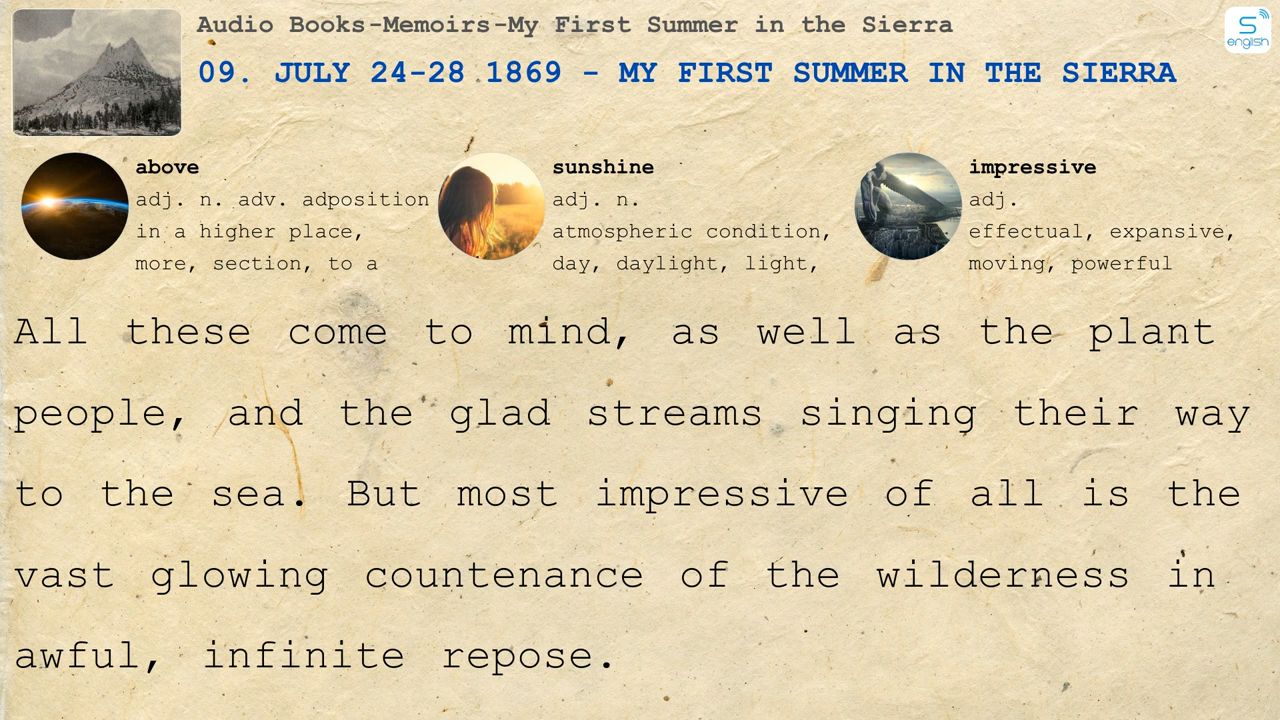 Audio Books-Memoirs-My First Summer in the Sierra
09. JULY 24-28 1869 - MY FIRST SUMMER IN THE SIERRA
S
english
above
adj. n. adv. adposition
in a higher place,
more, section, to a
sunshine
adj. n.
atmospheric condition,
day, daylight, light,
impressive
adj.
effectual, expansive,
moving, powerful
All these come to mind, as well as the plant
people, and the glad streams singing their way
to the sea. But most impressive of all is the
vast glowing countenance of the wilderness in
awful, infinite repose.